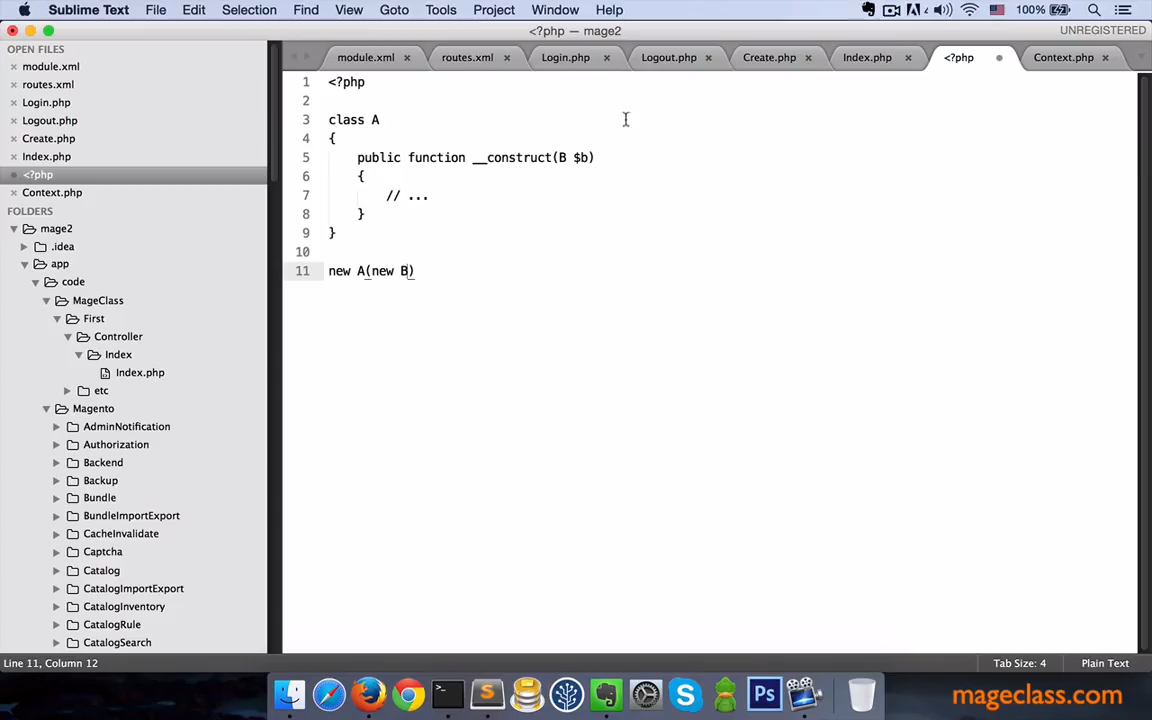 Sublime Text File Edit Selection Find View Goto Tools Project Window Help 4 100%
<?php — mage2 UNREGISTERED
OPEN FILES
module.xml
routes.xml
Login.php
Logout.php
Create.php
Index.php
<?php
Context.php
FOLDERS
mage2
.idea
app
code
MageClass
First
Controller
Index
Index.php
etc
Magento
AdminNotification
Authorization
Backend
Backup
Bundle
BundleImportExport
CacheInvalidate
Captcha
Catalog
CatalogImportExport
CatalogInventory
CatalogRule
CatalogSearch
module.xml routes.xml Login.php Logout.php Create.php Index.php <?php Context.php
1 <?php
2
3 class A
4 {
5 public function __construct(B $b)
6 {
7 // ...
8 }
9 }
10
11 new A(new B)
Line 11, Column 12 Tab Size: 4 Plain Text
>_ S S Ps
mageclass.com